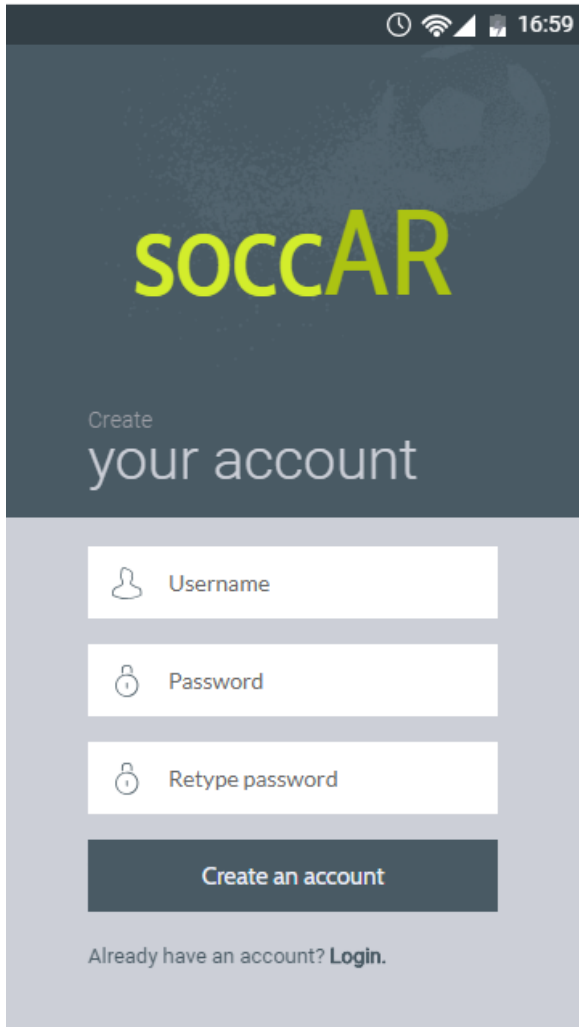 16:59
soccAR
Create
your account
Username
Password
Retype password
Create an account
Already have an account? Login.